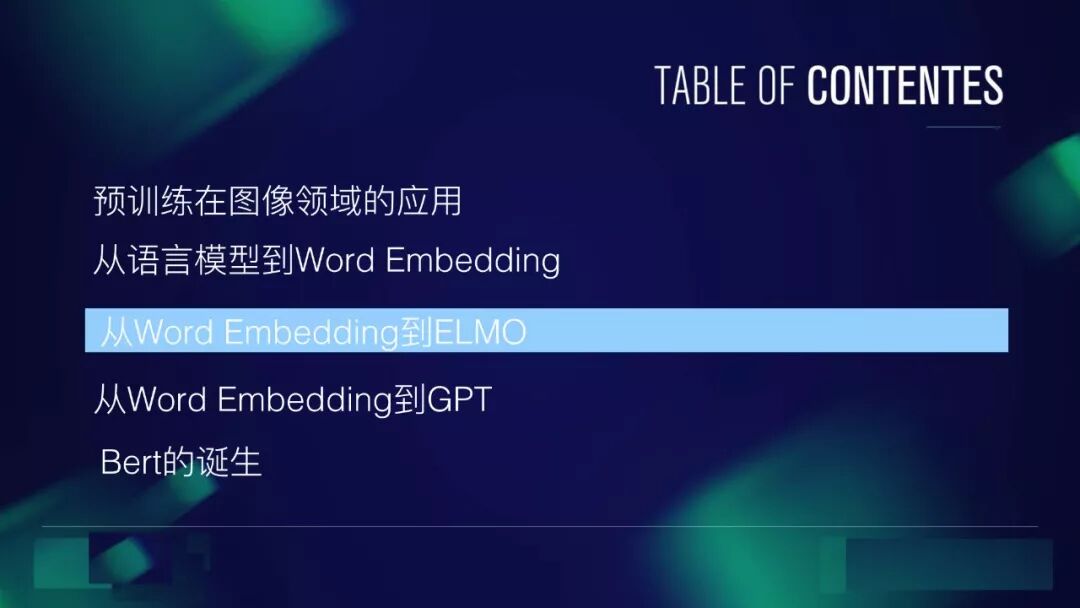 TABLE OF CONTENTES
预训练在图像领域的应用
从语言模型到Word Embedding
从Word Embedding到ELMO
从Word Embedding到GPT
Bert的诞生